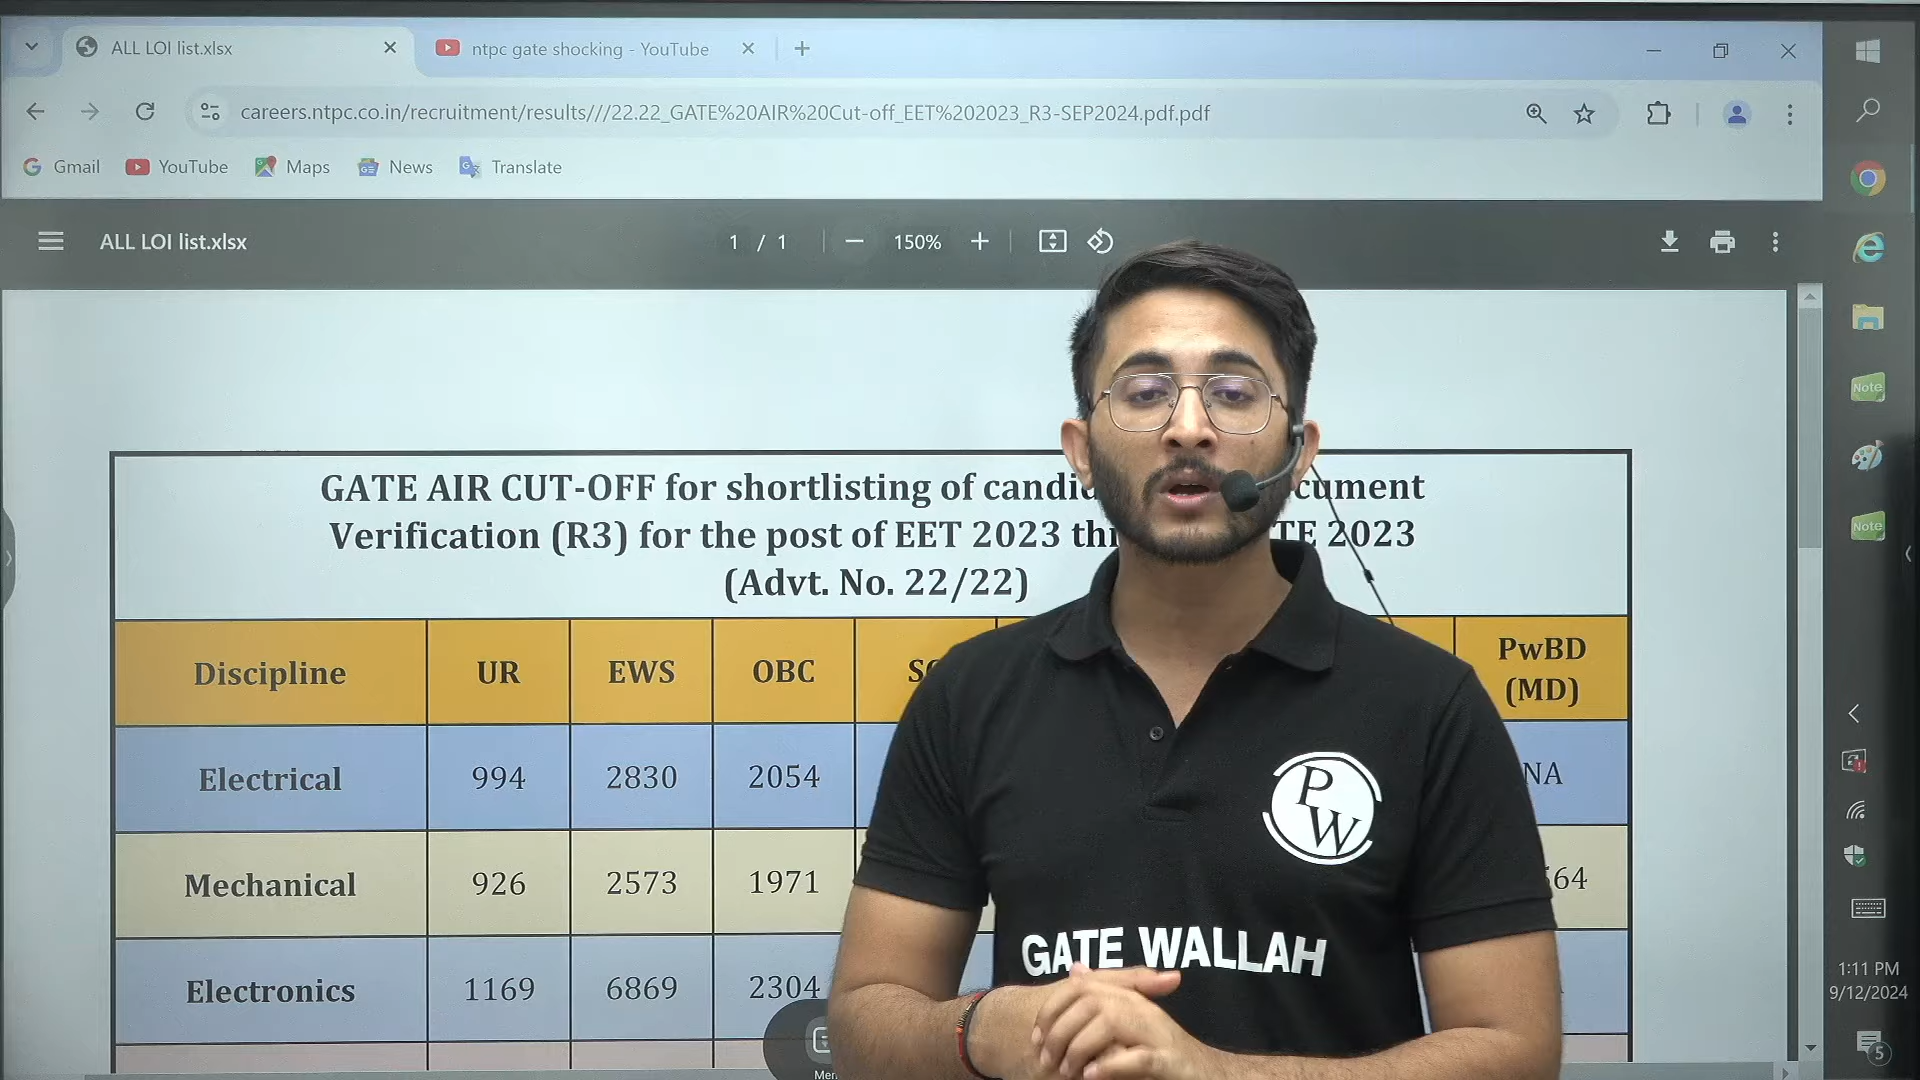 ALL LOI list.xlsx
ntpc gate shocking - YouTube
careers.ntpc.co.in/recruitment/results///22.22_GATE%20AIR%20Cut-off_EET%202023_R3-SEP2024.pdf.pdf
Gmail YouTube Maps News Translate
ALL LOI list.xlsx 1 / 1 150%
GATE AIR CUT-OFF for shortlisting of
Verification (R3) for the post of EET 2023 2023
(Advt. No. 22/22)
Discipline UR EWS OBC PwBD
(MD)
Electrical 994 2830 2054 NA
Mechanical 926 2573 1971
Electronics 1169 6869 2304
P
W
GATE WALLAH
Note
Note
1:11 PM
9/12/2024
5